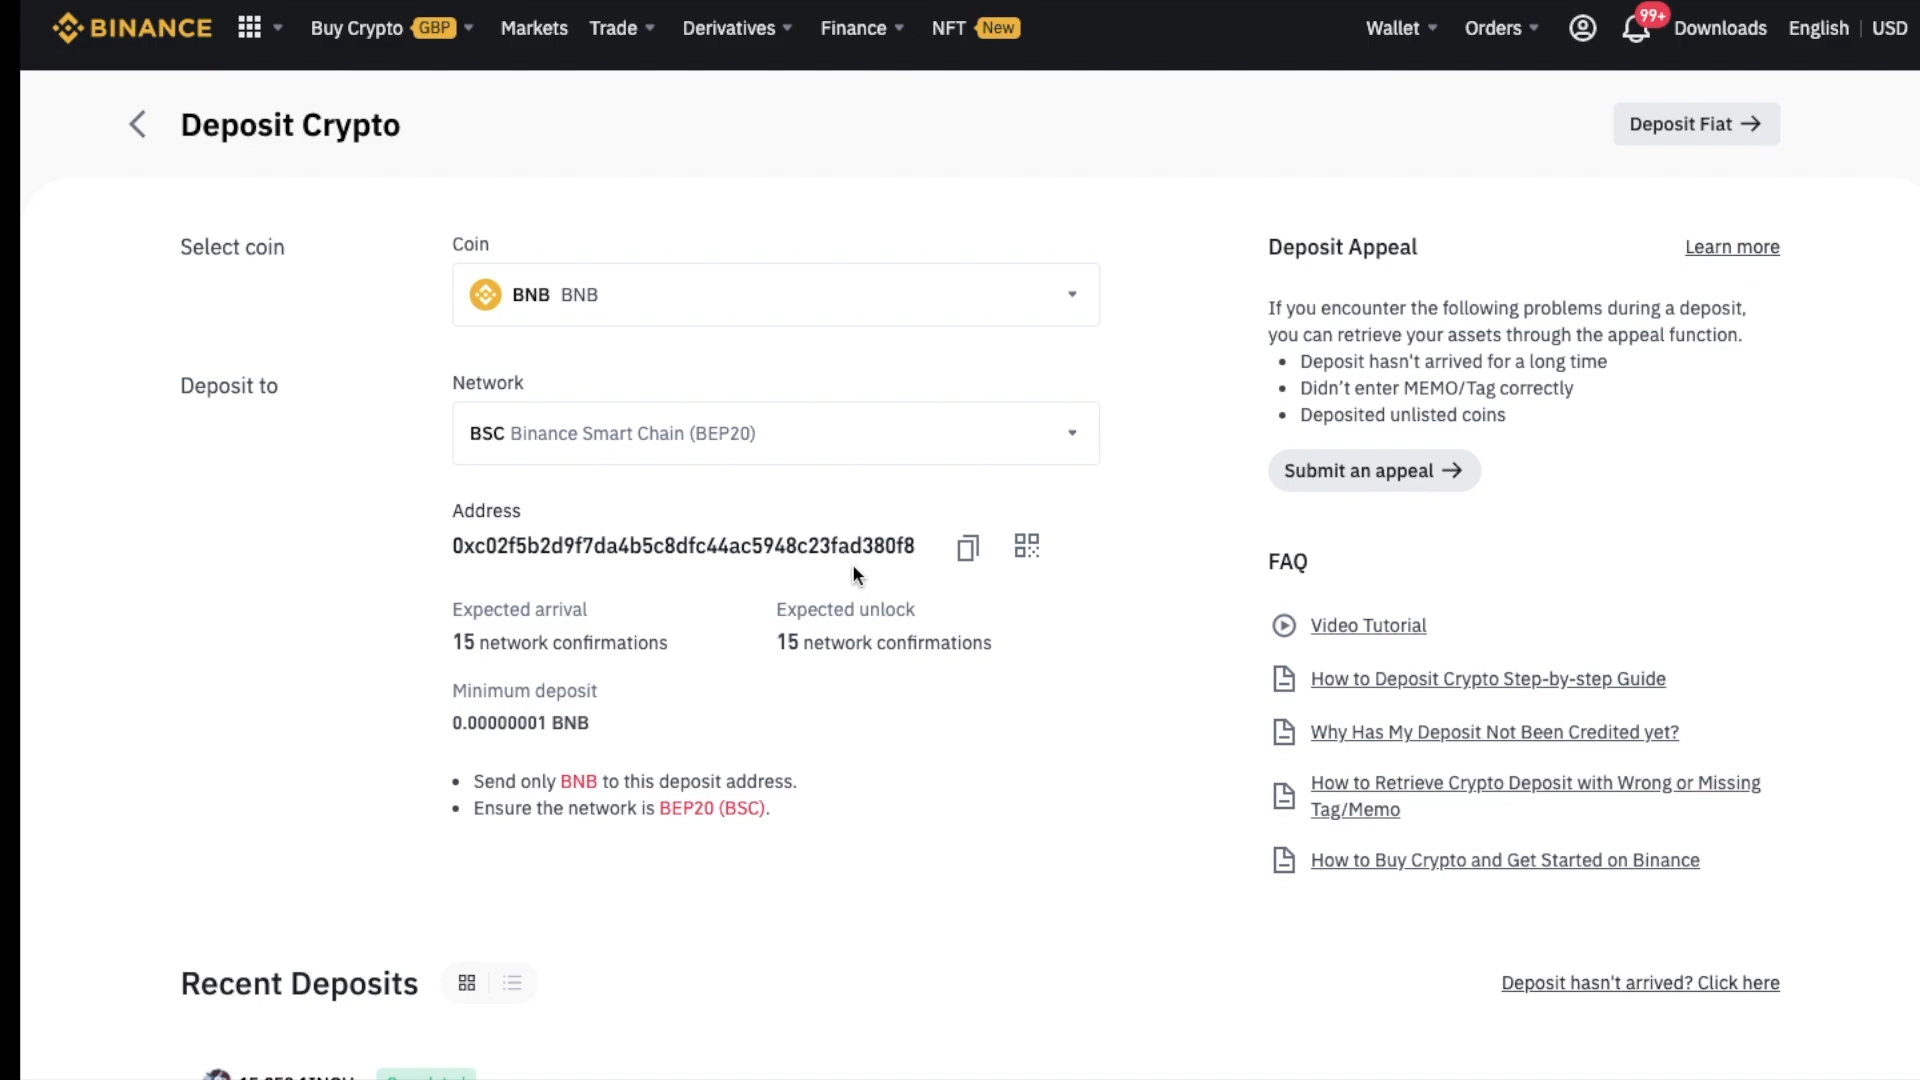 BINANCE Buy Crypto GBP Markets Trade Derivatives Finance NFT New Wallet Orders 99+ Downloads English USD
Deposit Crypto
Deposit Fiat →
Select coin
Coin
BNB BNB
Deposit to
Network
BSC Binance Smart Chain (BEP20)
Address
0xc02f5b2d9f7da4b5c8dfc44ac5948c23fad380f8
Expected arrival
15 network confirmations
Expected unlock
15 network confirmations
Minimum deposit
0.00000001 BNB
• Send only BNB to this deposit address.
• Ensure the network is BEP20 (BSC).
Deposit Appeal
Learn more
If you encounter the following problems during a deposit,
you can retrieve your assets through the appeal function.
• Deposit hasn't arrived for a long time
• Didn’t enter MEMO/Tag correctly
• Deposited unlisted coins
Submit an appeal →
FAQ
Video Tutorial
How to Deposit Crypto Step-by-step Guide
Why Has My Deposit Not Been Credited yet?
How to Retrieve Crypto Deposit with Wrong or Missing
Tag/Memo
How to Buy Crypto and Get Started on Binance
Recent Deposits
Deposit hasn't arrived? Click here